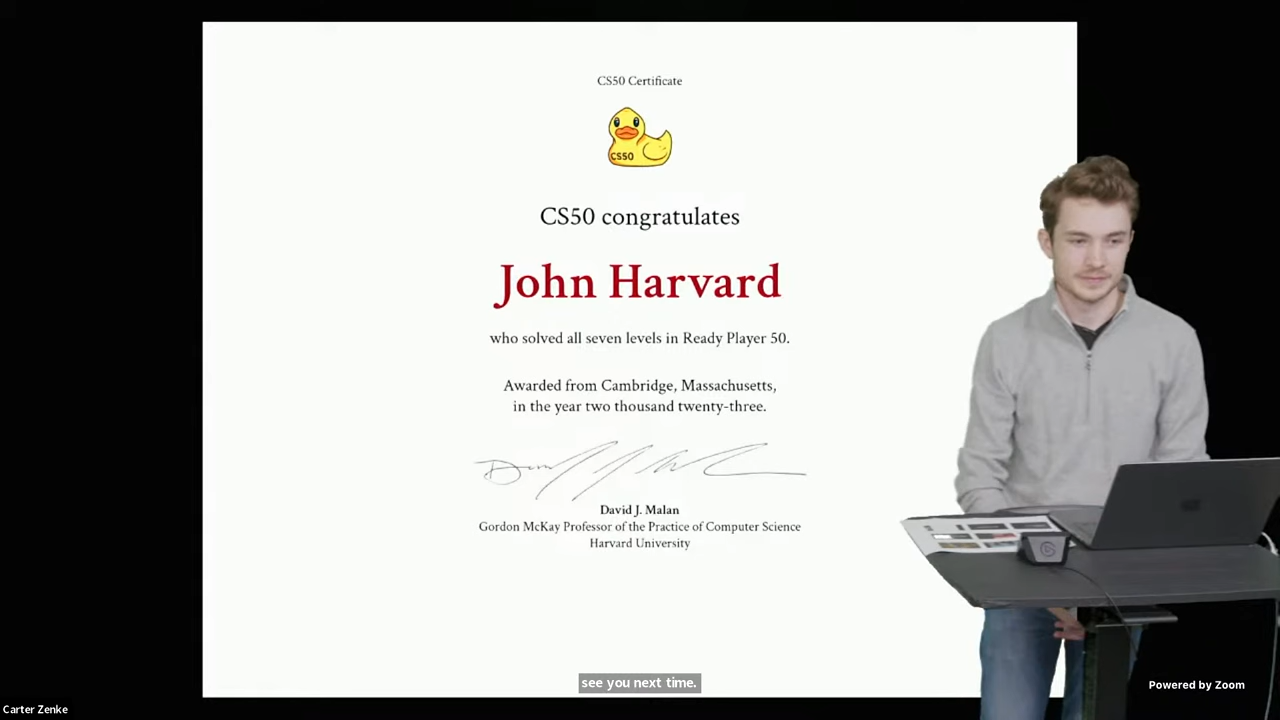 CS50 Certificate
CS50
CS50 congratulates
John Harvard
who solved all seven levels in Ready Player 50.
Awarded from Cambridge, Massachusetts,
in the year two thousand twenty-three.
David J. Malan
Gordon McKay Professor of the Practice of Computer Science
Harvard University
see you next time.
Powered by Zoom
Carter Zenke